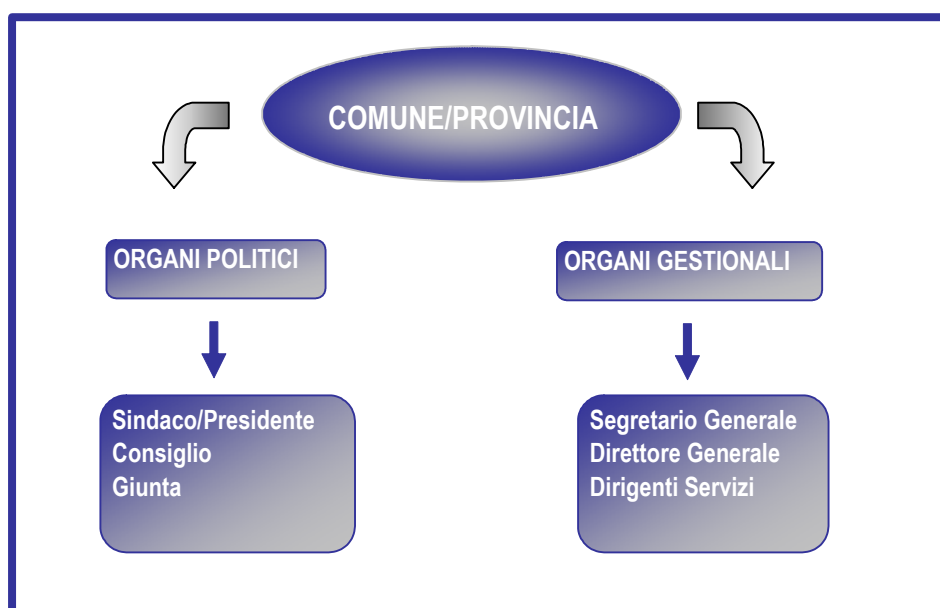 COMUNE/PROVINCIA
ORGANI POLITICI
ORGANI GESTIONALI
Sindaco/Presidente
Consiglio
Giunta
Segretario Generale
Direttore Generale
Dirigenti Servizi